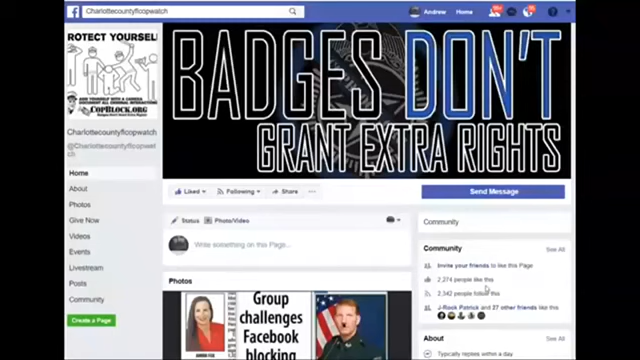 Charlottecountyflcopwatch
Andrew
Home
ROTECT YOURSEL
COPBLOCK.ORG
BADGES DON'T
GRANT EXTRA RIGHTS
Charlottecountyflcopwatch
@Charlottecountyflcopwat
ch
Home
About
Photos
Give Now
Videos
Events
Livestream
Posts
Community
Create a Page
Liked
Following
Share
Send Message
Status
Photo/Video
Write something on this Page...
Photos
Group
challenges
Facebook
blocking
Community
Community
See All
Invite your friends to like this Page
2,274 people like this
2,342 people follow this
J-Rock Patrick and 27 other friends like this
About
See All
Typically replies within a day